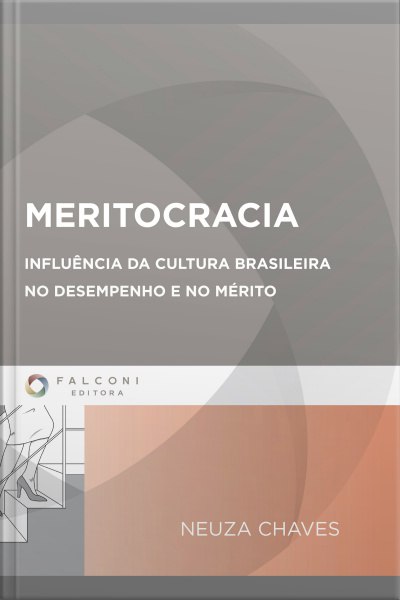 MERITOCRACIA
INFLUÊNCIA DA CULTURA BRASILEIRA
NO DESEMPENHO E NO MÉRITO
FALCONI
EDITORA
NEUZA CHAVES